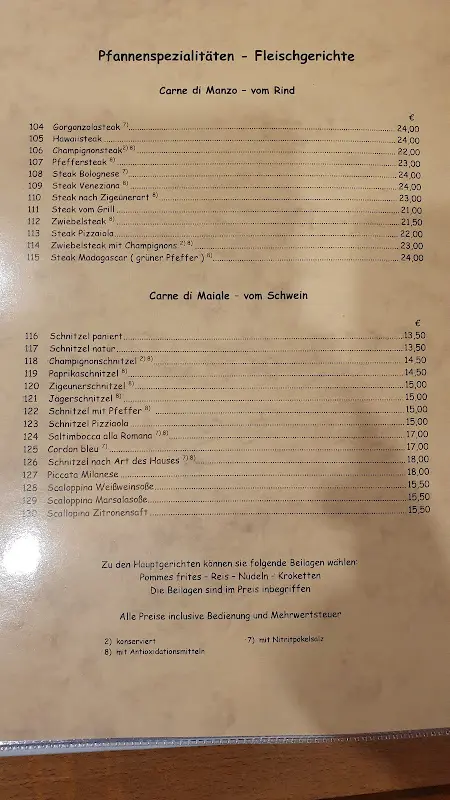 Pfannenspezialitäten - Fleischgerichte
Carne di Manzo - vom Rind
€
104 Gorgonzolasteak 7) 24,00
105 Hawaiisteak 24,00
106 Champignonsteak 2) 8) 22,00
107 Pfeffersteak 8) 23,00
108 Steak Bolognese 7) 24,00
109 Steak Veneziana 8) 24,00
110 Steak nach Zigeunerart 8) 23,00
111 Steak vom Grill 21,00
112 Zwiebelsteak 8) 21,50
113 Steak Pizzaiola 22,00
114 Zwiebelsteak mit Champignons 2) 8) 23,00
115 Steak Madagascar ( grüner Pfeffer ) 8) 24,00
Carne di Maiale - vom Schwein
€
116 Schnitzel paniert 13,50
117 Schnitzel natur 13,50
118 Champignonschnitzel 2) 8) 14,50
119 Paprikaschnitzel 8) 14,50
120 Zigeunerschnitzel 8) 15,00
121 Jägerschnitzel 8) 15,00
122 Schnitzel mit Pfeffer 8) 15,00
123 Schnitzel Pizziaola 15,00
124 Saltimbocca alla Romana 7) 8) 17,00
125 Cordon bleu 7) 17,00
126 Schnitzel nach Art des Hauses 7) 8) 18,00
127 Piccata Milanese 18,00
128 Scaloppina Weißweinsoße 15,50
129 Scaloppina Marsalasoße 15,50
130 Scallopina Zitronensaft 15,50
Zu den Hauptgerichten können sie folgende Beilagen wählen:
Pommes frites - Reis - Nudeln - Kroketten
Die Beilagen sind im Preis inbegriffen
Alle Preise inclusive Bedienung und Mehrwertsteuer
2) konserviert 7) mit Nitritpökelsalz
8) mit Antioxidationsmitteln